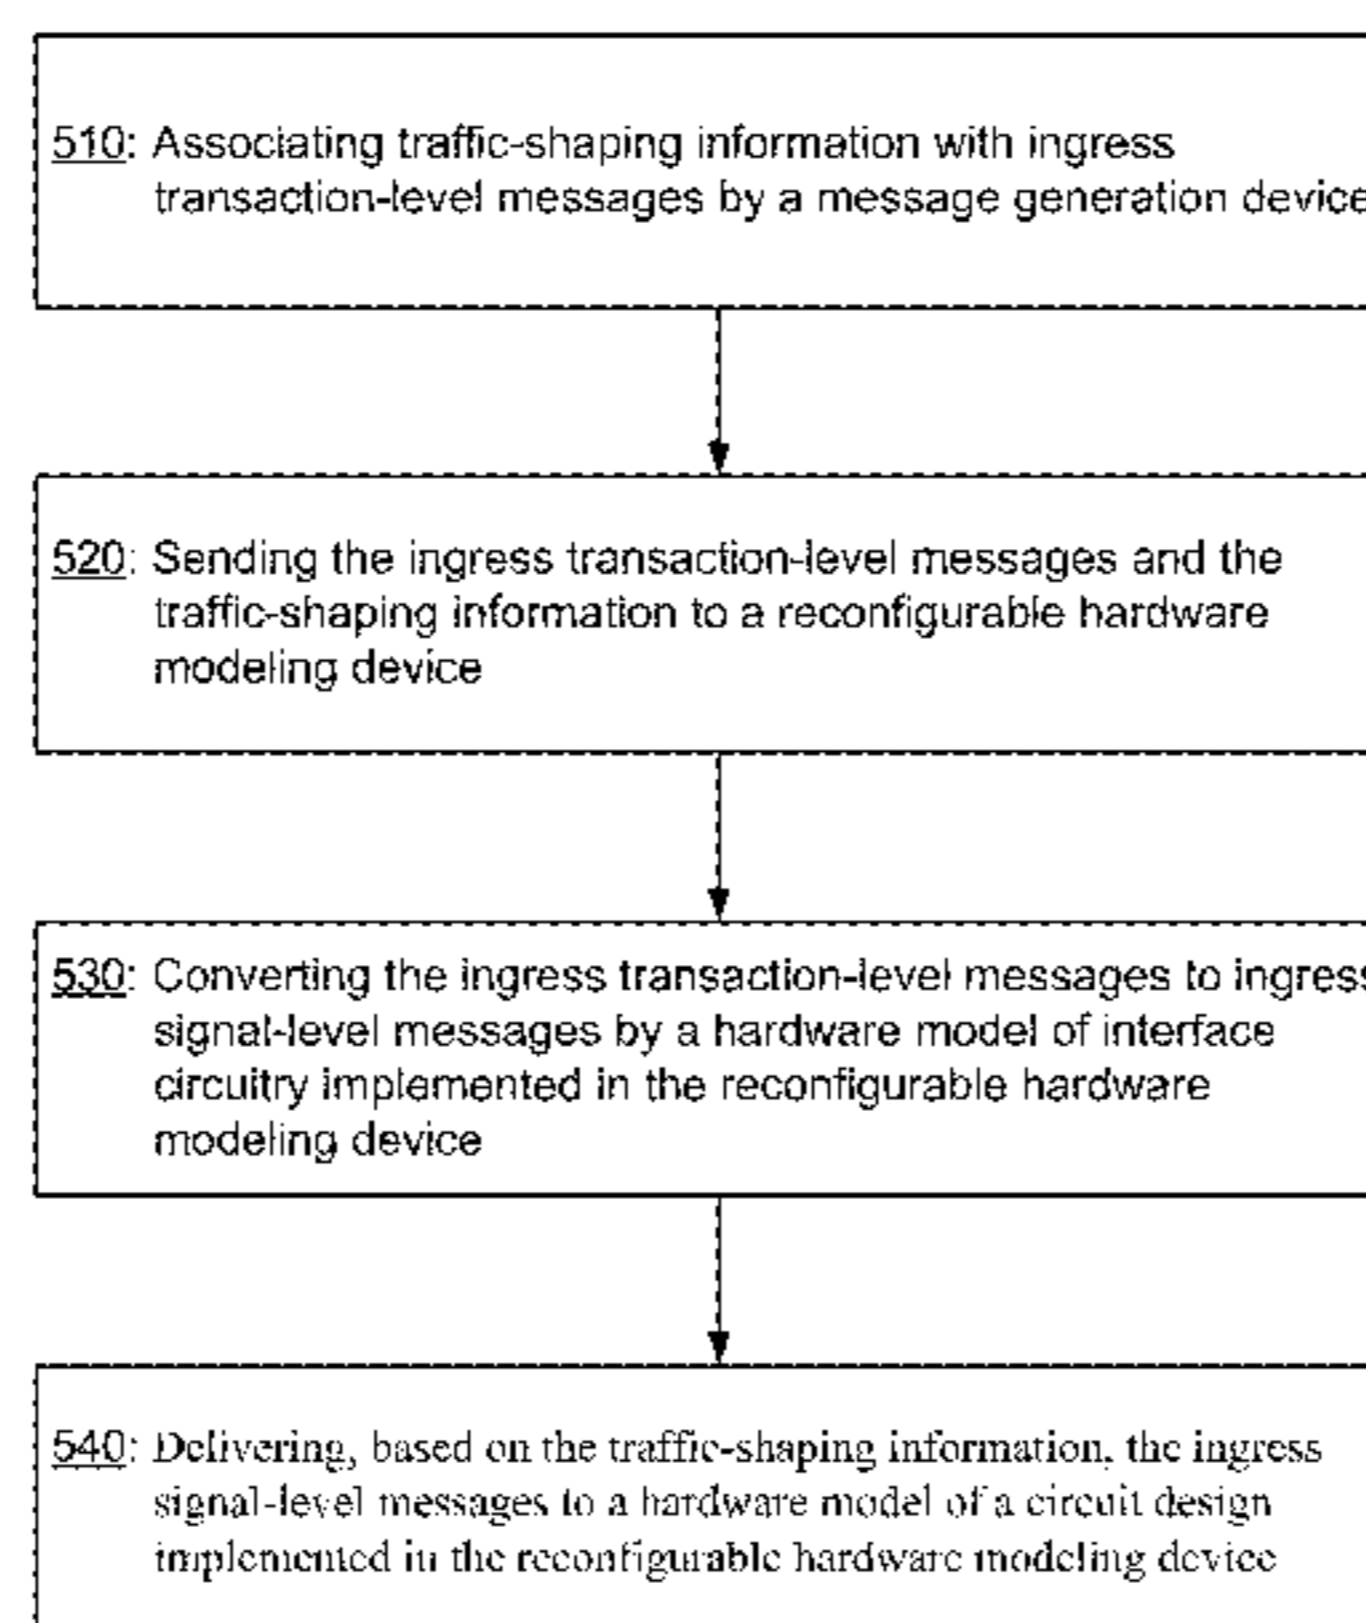 510: Associating traffic-shaping information with ingress
transaction-level messages by a message generation device
520: Sending the ingress transaction-level messages and the
traffic-shaping information to a reconfigurable hardware
modeling device
530: Converting the ingress transaction-level messages to ingress
signal-level messages by a hardware model of interface
circuitry implemented in the reconfigurable hardware
modeling device
540: Delivering, based on the traffic-shaping information, the ingress
signal-level messages to a hardware model of a circuit design
implemented in the reconfigurable hardware modeling device